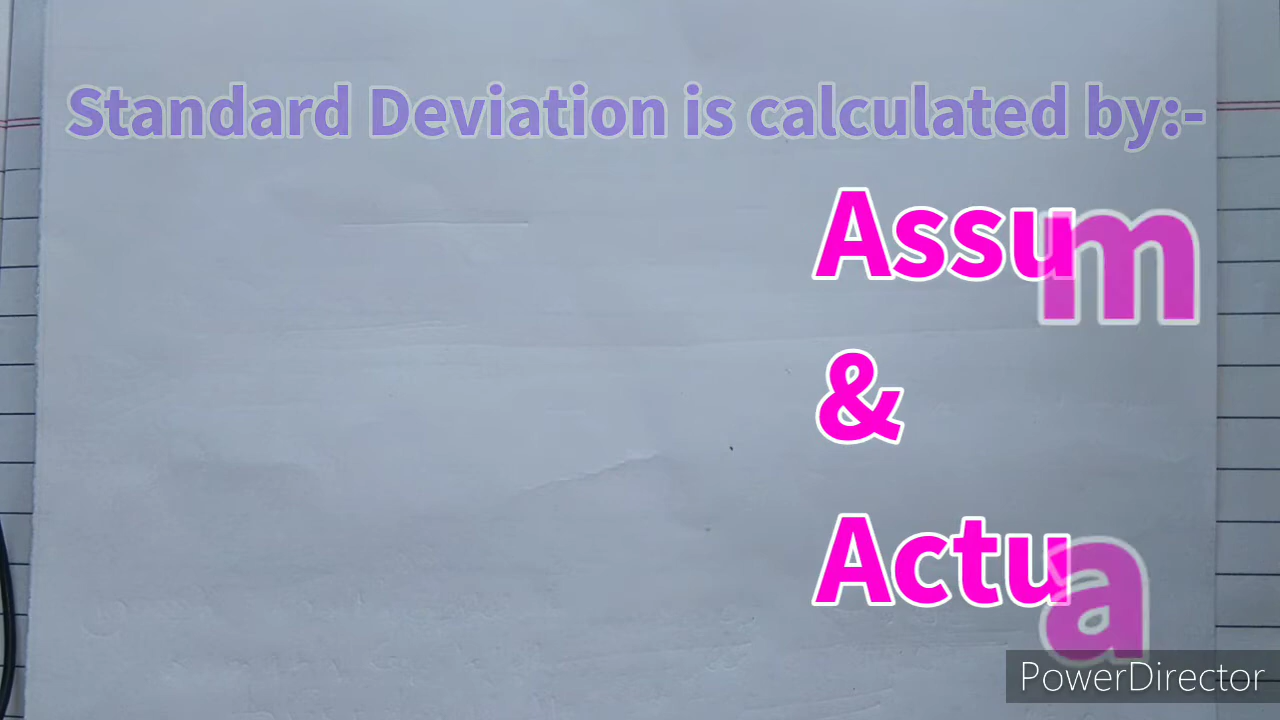 Standard Deviation is calculated by:-
Assum
&
Actua
PowerDirector